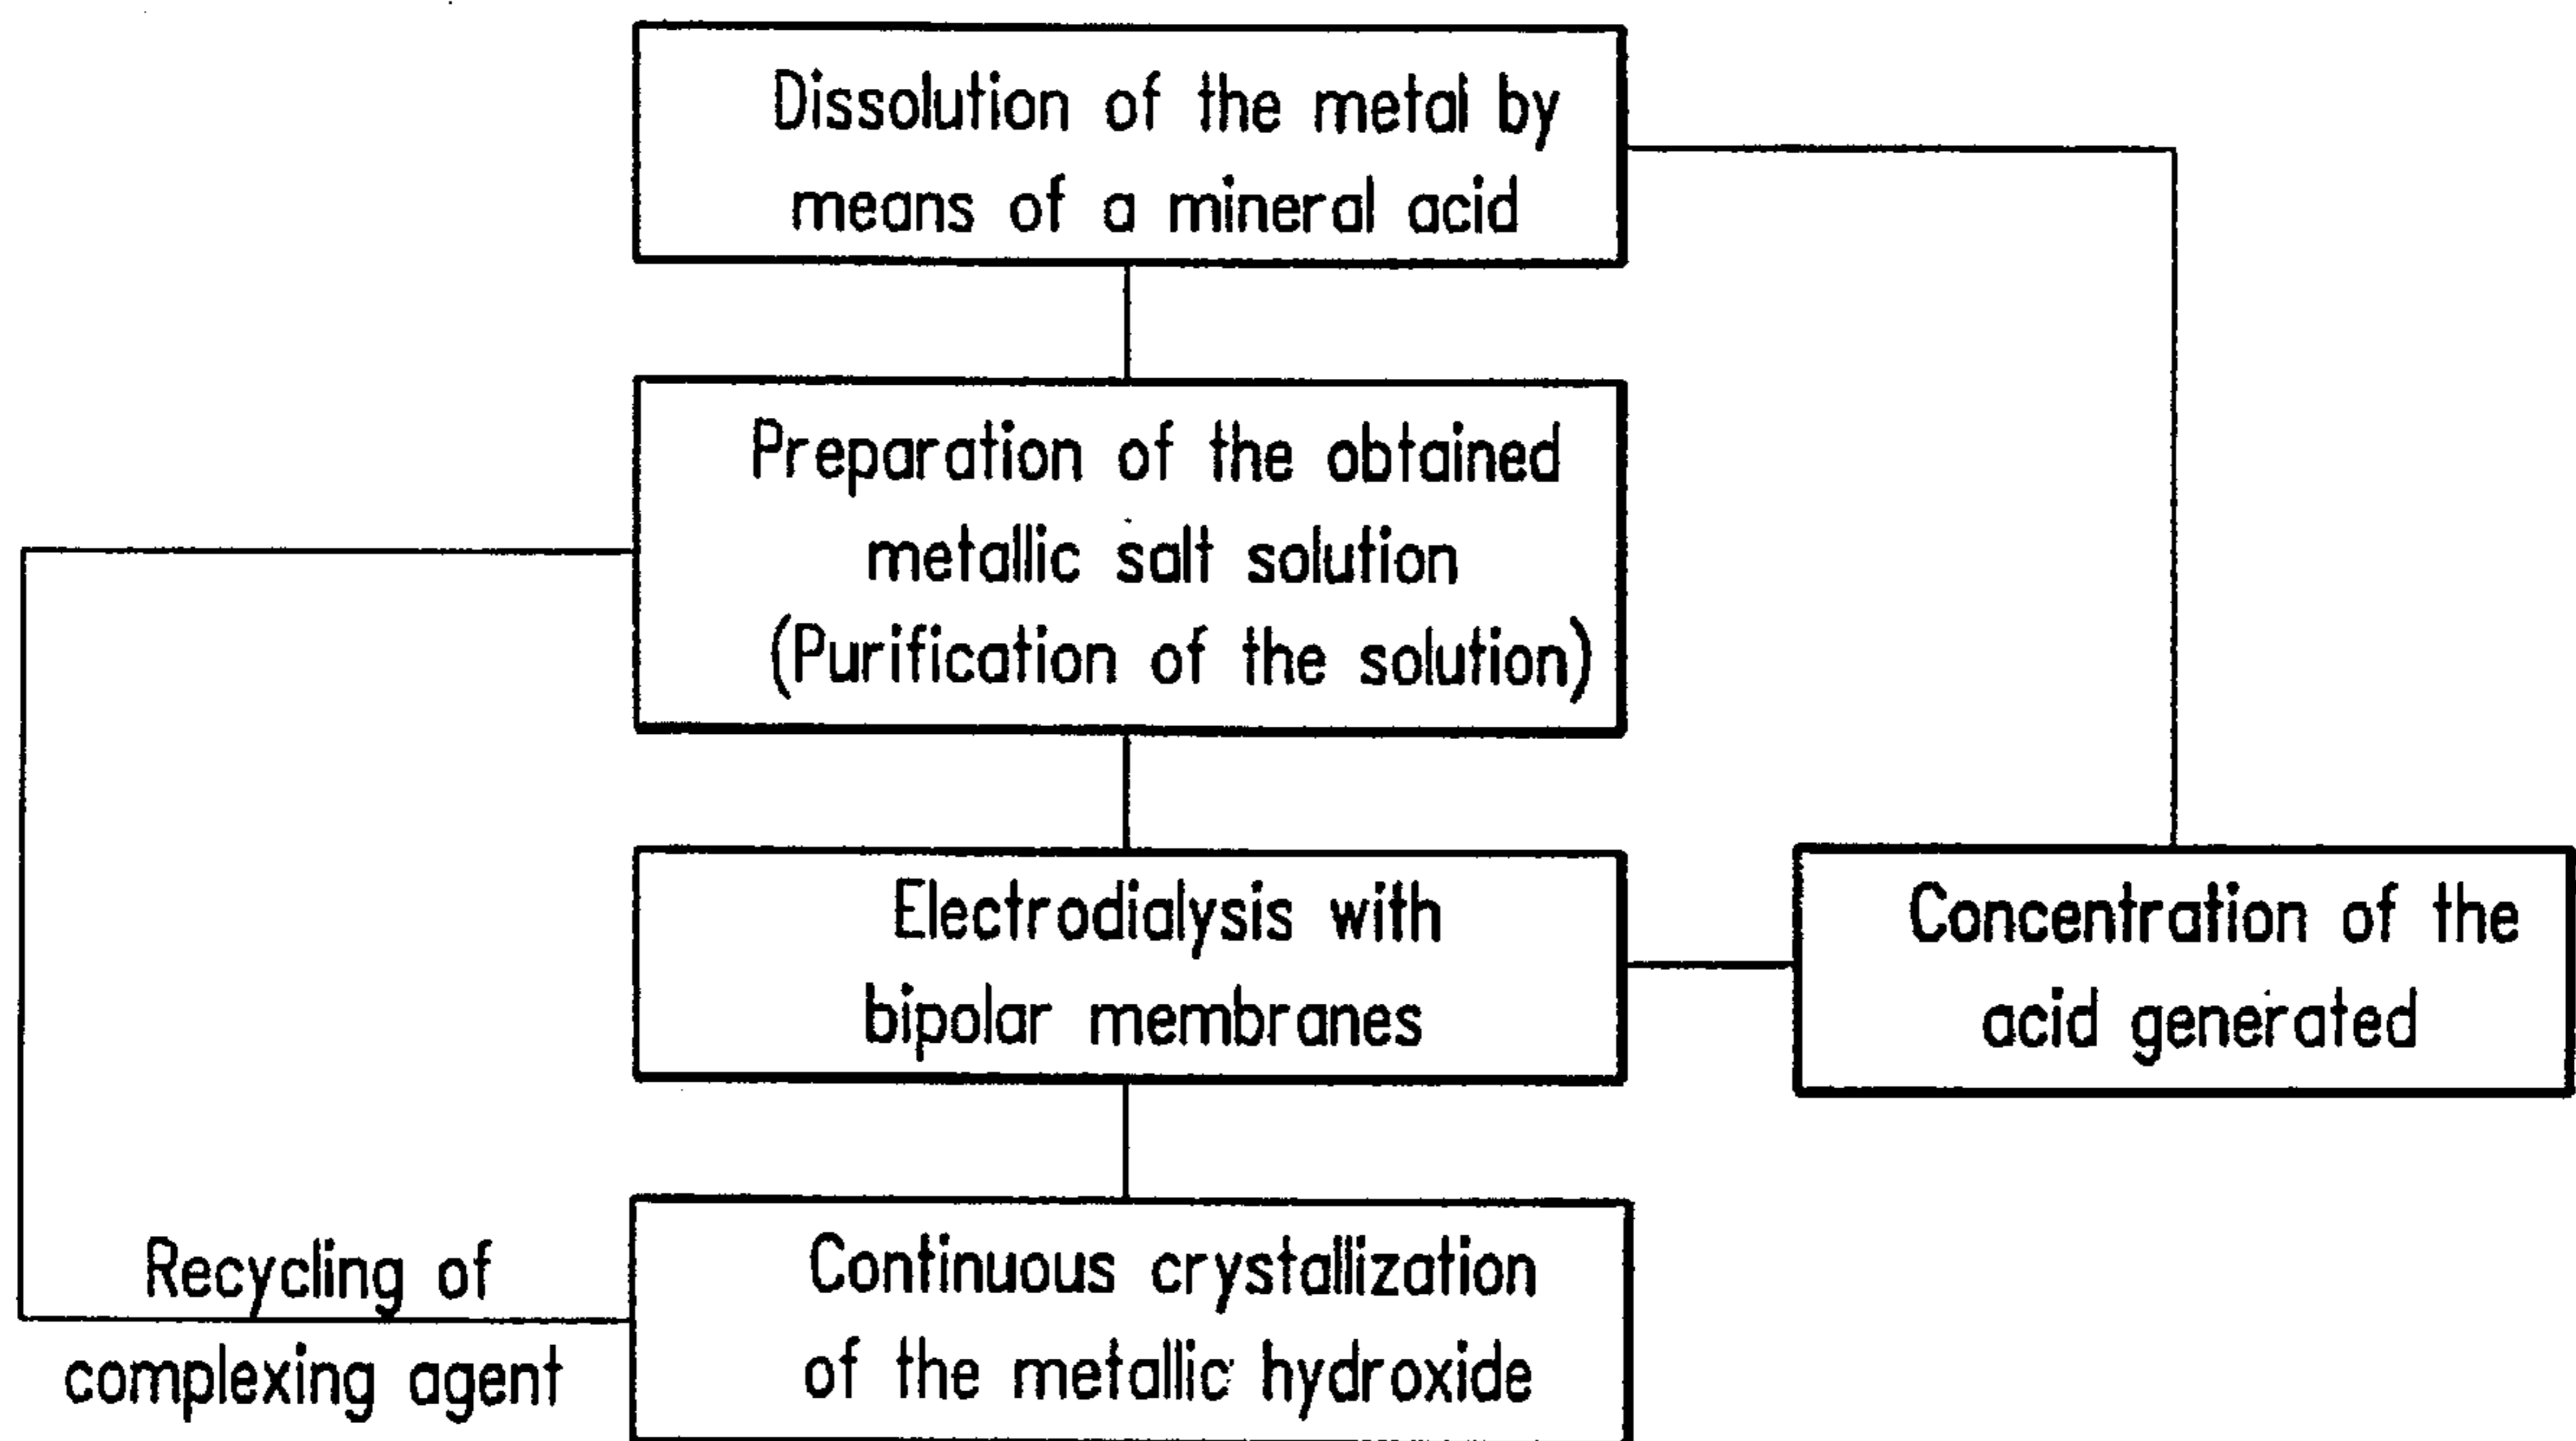 Dissolution of the metal by
means of a mineral acid
Preparation of the obtained
metallic salt solution
(Purification of the solution)
Electrodialysis with
bipolar membranes
Concentration of the
acid generated
Continuous crystallization
of the metallic hydroxide
Recycling of
complexing agent